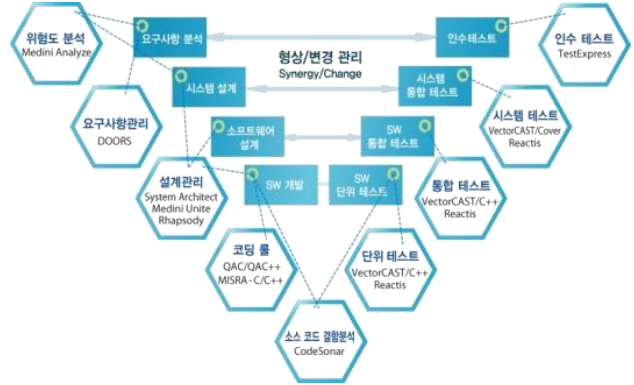 위험도 분석
Medini Analyze
요구사항 분석
인수테스트
인수 테스트
TestExpress
형상/변경 관리
Synergy/Change
시스템 설계
시스템
통합 테스트
요구사항관리
DOORS
시스템 테스트
VectorCAST/Cover
Reactis
소프트웨어
설계
SW
통합 테스트
설계관리
System Architect
Medini Unite
Rhapsody
SW 개발
SW
단위 테스트
통합 테스트
VectorCAST/C++
Reactis
코딩 룰
QAC/QAC++
MISRA-C/C++
단위 테스트
VectorCAST/C++
Reactis
소스 코드 결함분석
CodeSonar